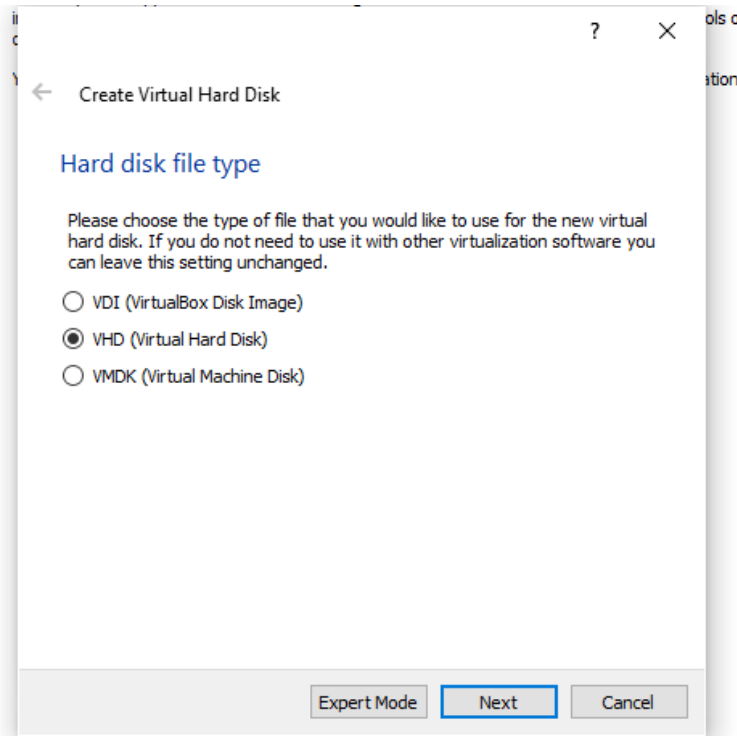 ols
?
Create Virtual Hard Disk
ation
Hard disk file type
Please choose the type of file that you would like to use for the new virtual
hard disk. If you do not need to use it with other virtualization software you
can leave this setting unchanged.
VDI (VirtualBox Disk Image)
VHD (Virtual Hard Disk)
VMDK (Virtual Machine Disk)
Expert Mode Next Cancel